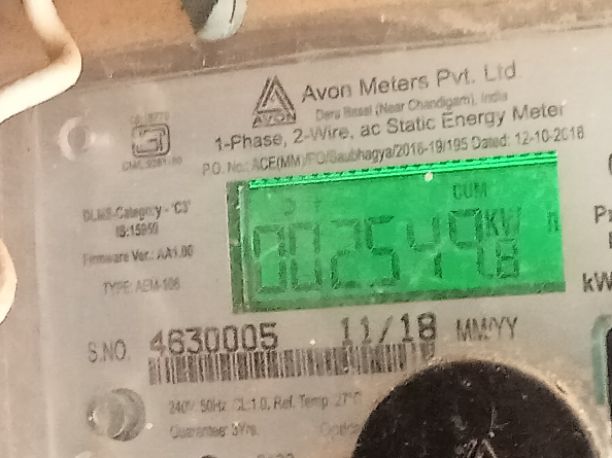 Avon Meters Pvt. Ltd
AVON
Dera Bassi (Near Chandigarh), India
1-Phase, 2-Wire, ac Static Energy Meter
P.O. No.: ACE(MM)/PO/Saubhagya/2018-19/195 Dated: 12-10-2018
DLMS-Category - 'C3'
IS:15959
Firmware Ver.: AA1.00
TYPE: AEM-106
CUM
002549 KW
1.8
kW
S.NO. 4630005 11/18 MM/YY
240V, 50Hz CL:1.0, Ref. Temp. 27°C
Guarantee 5Yrs.